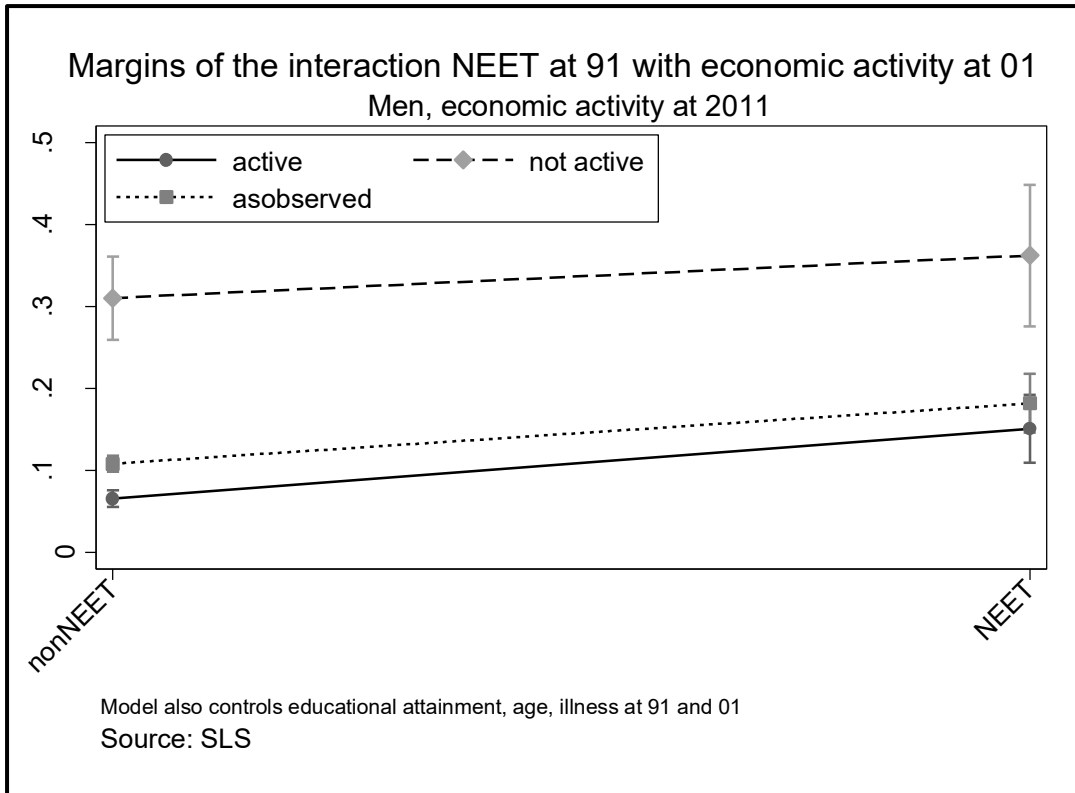 Margins of the interaction NEET at 91 with economic activity at 01
Men, economic activity at 2011
active
not active
asobserved
.5
.4
.3
.2
.1
0
nonNEET
NEET
Model also controls educational attainment, age, illness at 91 and 01
Source: SLS